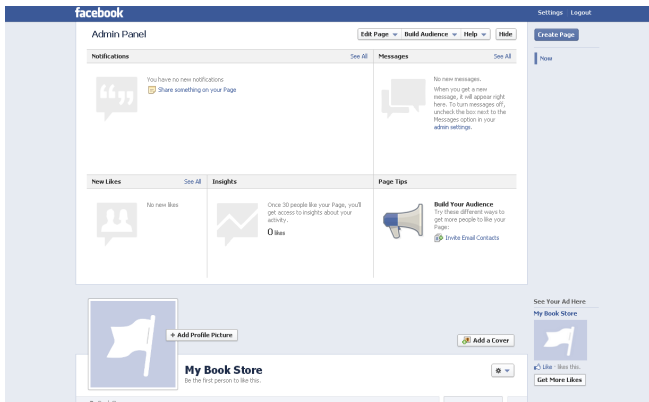 facebook
Settings Logout
Admin Panel
Edit Page Build Audience Help Hide
Create Page
Now
Notifications See All
You have no new notifications
Share something on your Page
Messages See All
No new messages.
When you get a new
message, it will appear right
here. To turn messages off,
uncheck the box next to the
Messages option in your
admin settings.
New Likes See All
No new likes
Insights
Once 30 people like your Page, you'll
get access to insights about your
activity.
0 likes
Page Tips
Build Your Audience
Try these different ways to
get more people to like your
Page:
Invite Email Contacts
+ Add Profile Picture
Add a Cover
My Book Store
Be the first person to like this.
See Your Ad Here
My Book Store
Like · likes this.
Get More Likes